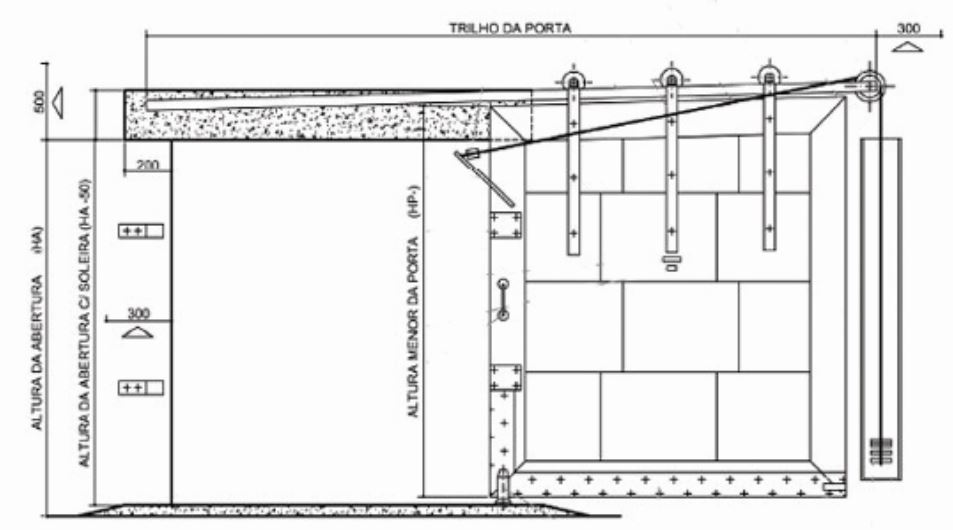 TRILHO DA PORTA
300
500
200
300
ALTURA DA ABERTURA (HA)
ALTURA DA ABERTURA C/ SOLEIRA (HA -50)
ALTURA MENOR DA PORTA (HP-)